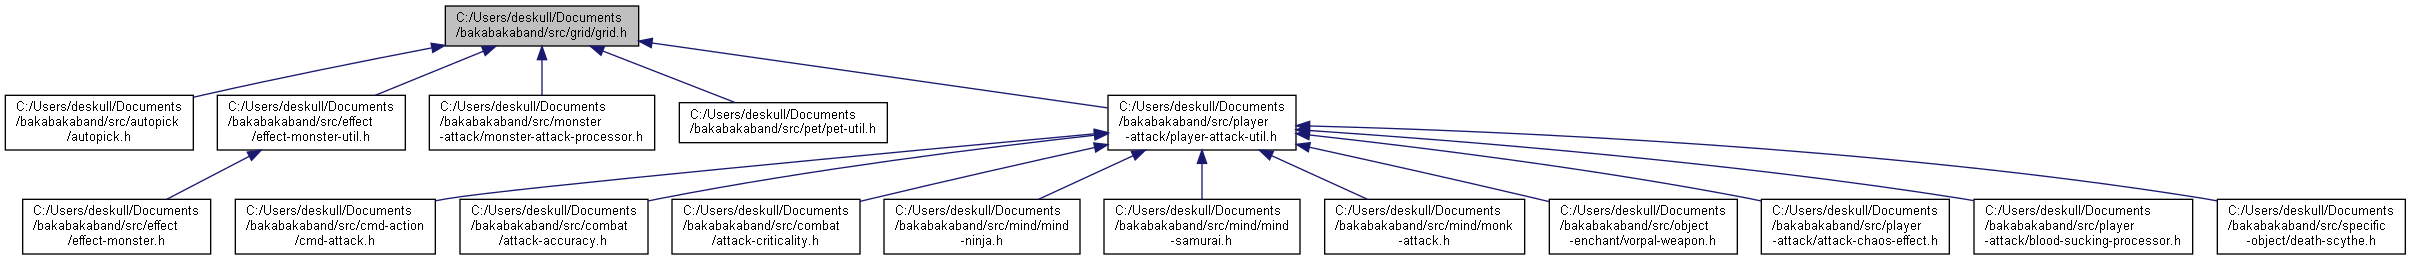 C:/Users/deskull/Documents
/bakabakaband/src/grid/grid.h
C:/Users/deskull/Documents
/bakabakaband/src/autopick
/autopick.h
C:/Users/deskull/Documents
/bakabakaband/src/effect
/effect-monster-util.h
C:/Users/deskull/Documents
/bakabakaband/src/monster
-attack/monster-attack-processor.h
C:/Users/deskull/Documents
/bakabakaband/src/pet/pet-util.h
C:/Users/deskull/Documents
/bakabakaband/src/player
-attack/player-attack-util.h
C:/Users/deskull/Documents
/bakabakaband/src/effect
/effect-monster.h
C:/Users/deskull/Documents
/bakabakaband/src/cmd-action
/cmd-attack.h
C:/Users/deskull/Documents
/bakabakaband/src/combat
/attack-accuracy.h
C:/Users/deskull/Documents
/bakabakaband/src/combat
/attack-criticality.h
C:/Users/deskull/Documents
/bakabakaband/src/mind/mind
-ninja.h
C:/Users/deskull/Documents
/bakabakaband/src/mind/mind
-samurai.h
C:/Users/deskull/Documents
/bakabakaband/src/mind/monk
-attack.h
C:/Users/deskull/Documents
/bakabakaband/src/object
-enchant/vorpal-weapon.h
C:/Users/deskull/Documents
/bakabakaband/src/player
-attack/attack-chaos-effect.h
C:/Users/deskull/Documents
/bakabakaband/src/player
-attack/blood-sucking-processor.h
C:/Users/deskull/Documents
/bakabakaband/src/specific
-object/death-scythe.h